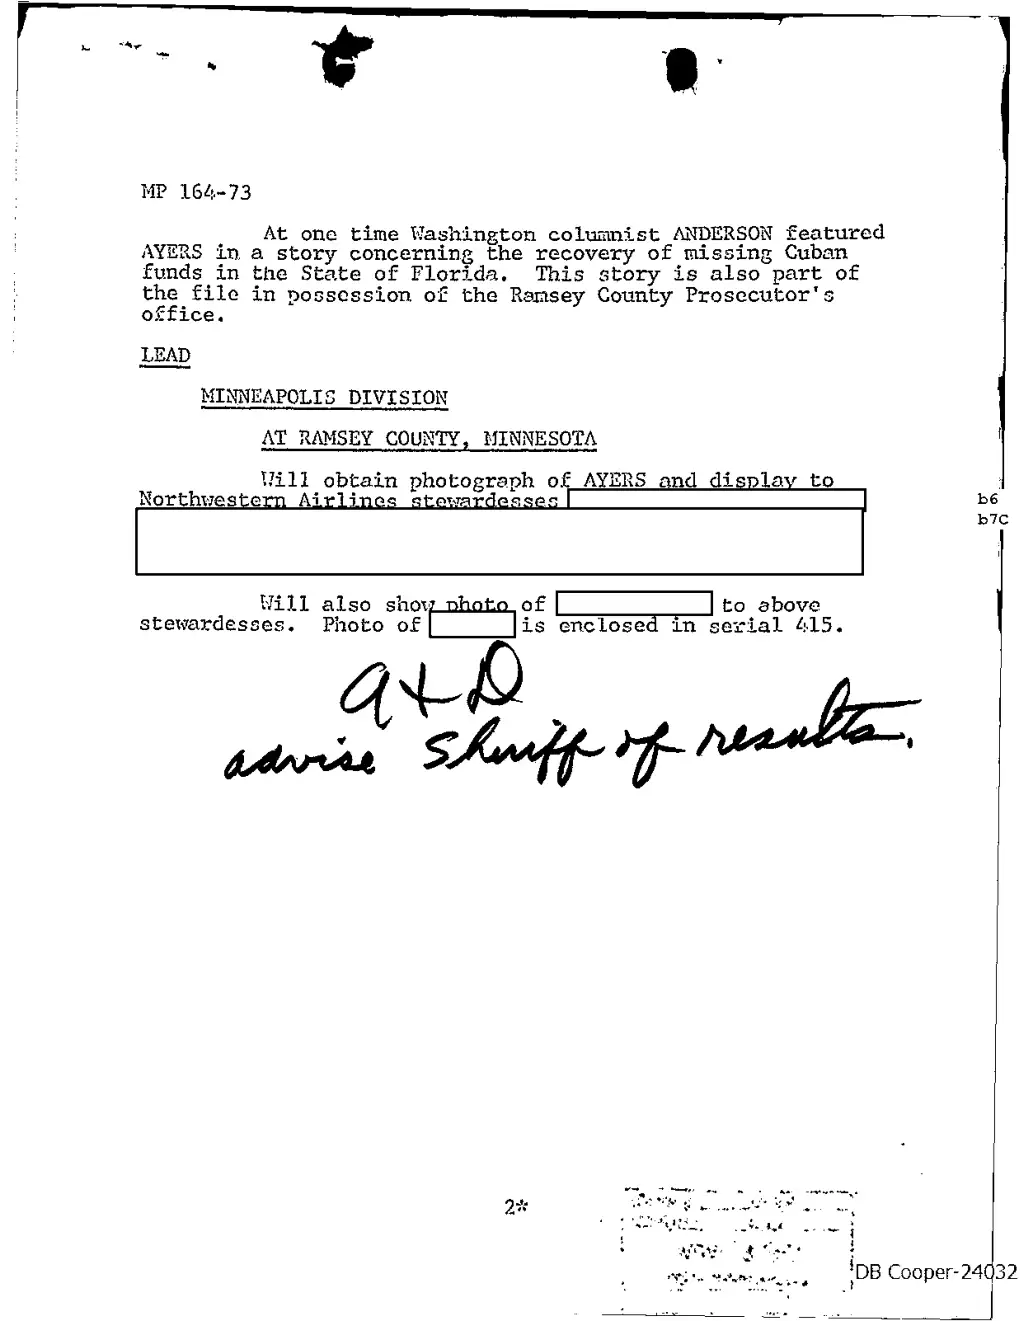 MP 164-73
At one time Washington columnist ANDERSON featured
AYERS in a story concerning the recovery of missing Cuban
funds in the State of Florida. This story is also part of
the file in possession of the Ramsey County Prosecutor's
office.
LEAD
MINNEAPOLIS DIVISION
AT RAMSEY COUNTY, MINNESOTA
Will obtain photograph of AYERS and display to
Northwestern Airlines stewardesses
b6
b7C
Will also show photo of to above
stewardesses. Photo of is enclosed in serial 415.
a+D
advise Sheriff of results.
2*
DB Cooper-24032